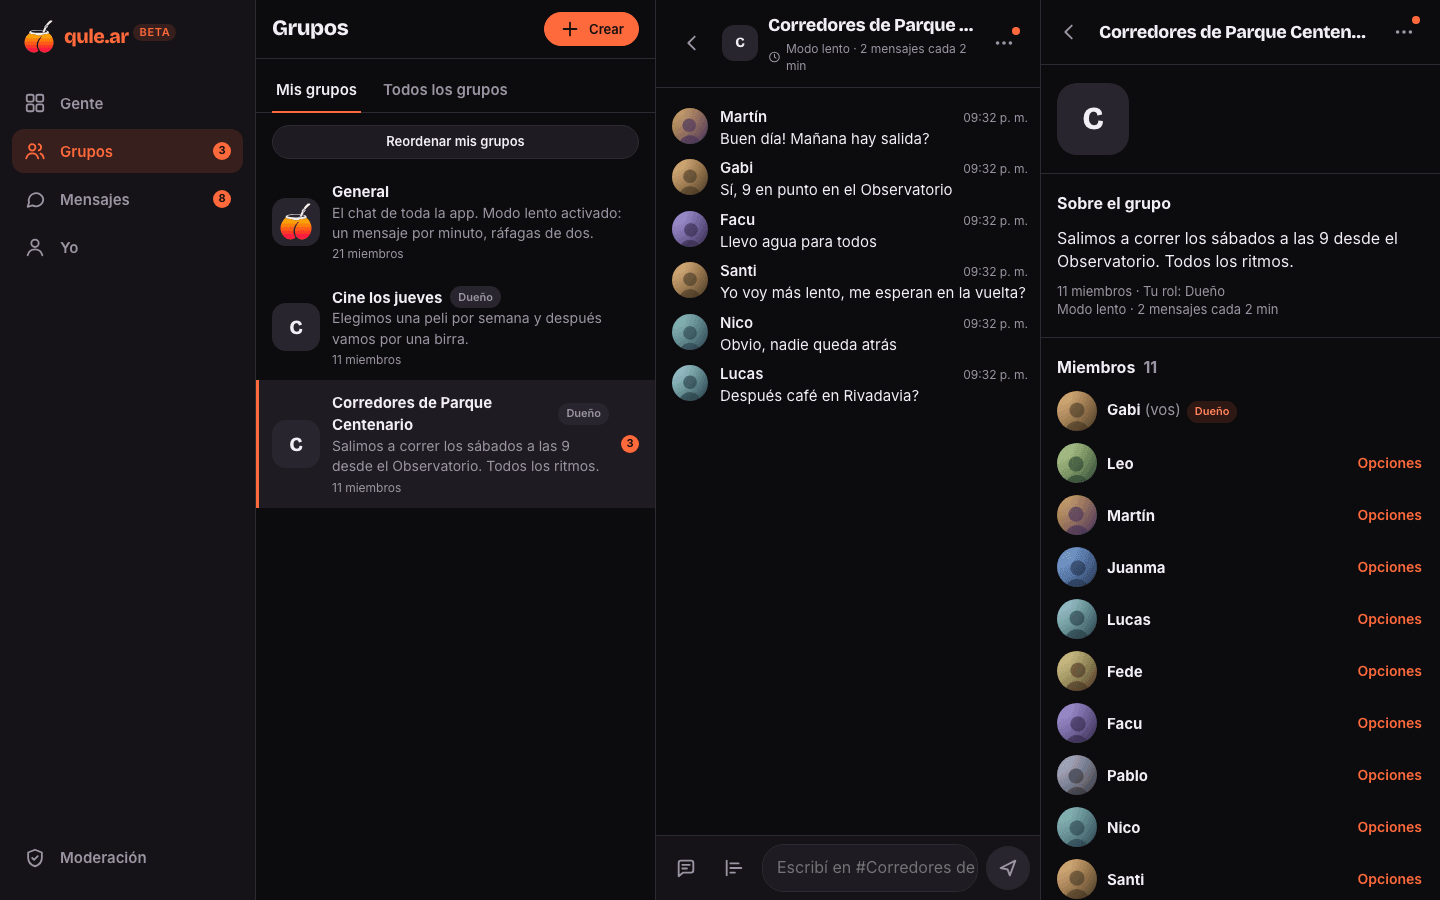 qule.ar BETA
Gente
Grupos 3
Mensajes 8
Yo
Moderación
Grupos
Crear
Mis grupos Todos los grupos
Reordenar mis grupos
General
El chat de toda la app. Modo lento activado:
un mensaje por minuto, ráfagas de dos.
21 miembros
C
Cine los jueves Dueño
Elegimos una peli por semana y después
vamos por una birra.
11 miembros
C
Corredores de Parque
Centenario
Dueño
Salimos a correr los sábados a las 9
desde el Observatorio. Todos los ritmos.
11 miembros
3
C
Corredores de Parque ...
Modo lento · 2 mensajes cada 2
min
Martín 09:32 p. m.
Buen día! Mañana hay salida?
Gabi 09:32 p. m.
Sí, 9 en punto en el Observatorio
Facu 09:32 p. m.
Llevo agua para todos
Santi 09:32 p. m.
Yo voy más lento, me esperan en la vuelta?
Nico 09:32 p. m.
Obvio, nadie queda atrás
Lucas 09:32 p. m.
Después café en Rivadavia?
Escribí en #Corredores de
Corredores de Parque Centen...
C
Sobre el grupo
Salimos a correr los sábados a las 9 desde el
Observatorio. Todos los ritmos.
11 miembros · Tu rol: Dueño
Modo lento · 2 mensajes cada 2 min
Miembros 11
Gabi (vos) Dueño
Leo Opciones
Martín Opciones
Juanma Opciones
Lucas Opciones
Fede Opciones
Facu Opciones
Pablo Opciones
Nico Opciones
Santi Opciones